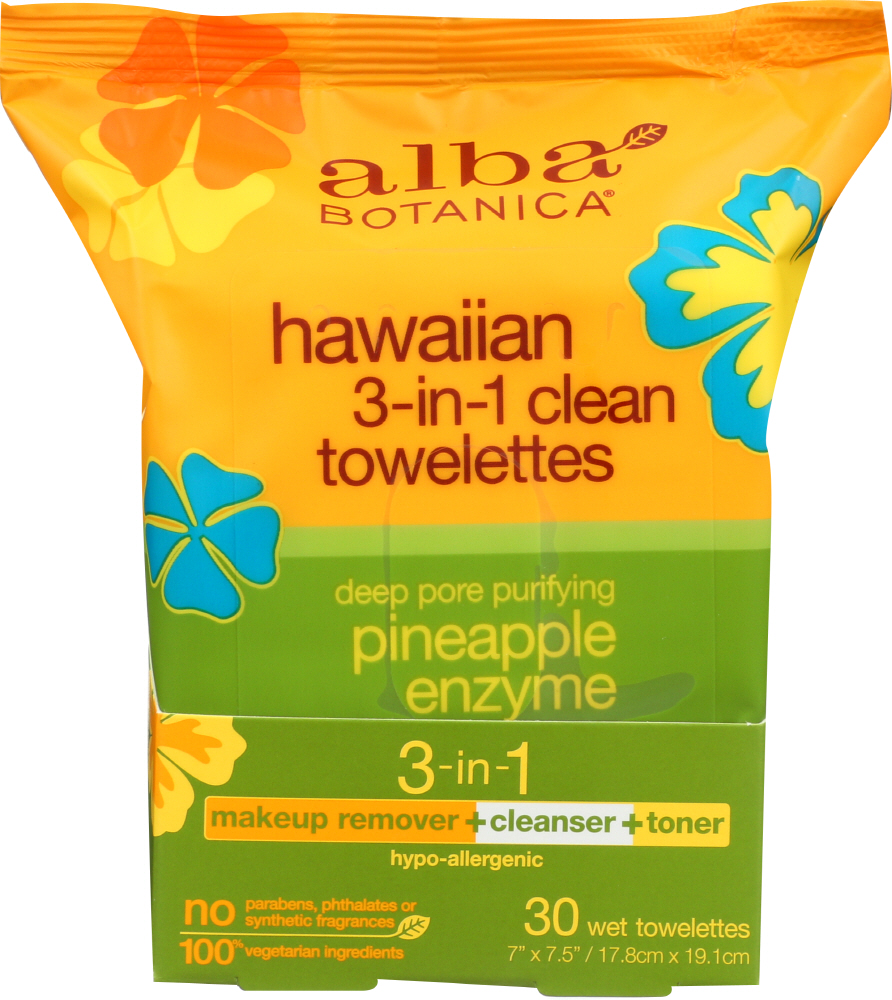 alba
BOTANICA®
hawaiian
3-in-1 clean
towelettes
deep pore purifying
pineapple
enzyme
3-in-1
makeup remover + cleanser + toner
hypo-allergenic
no parabens, phthalates or
synthetic fragrances
100% vegetarian ingredients
30 wet towelettes
7" x 7.5" / 17.8cm x 19.1cm